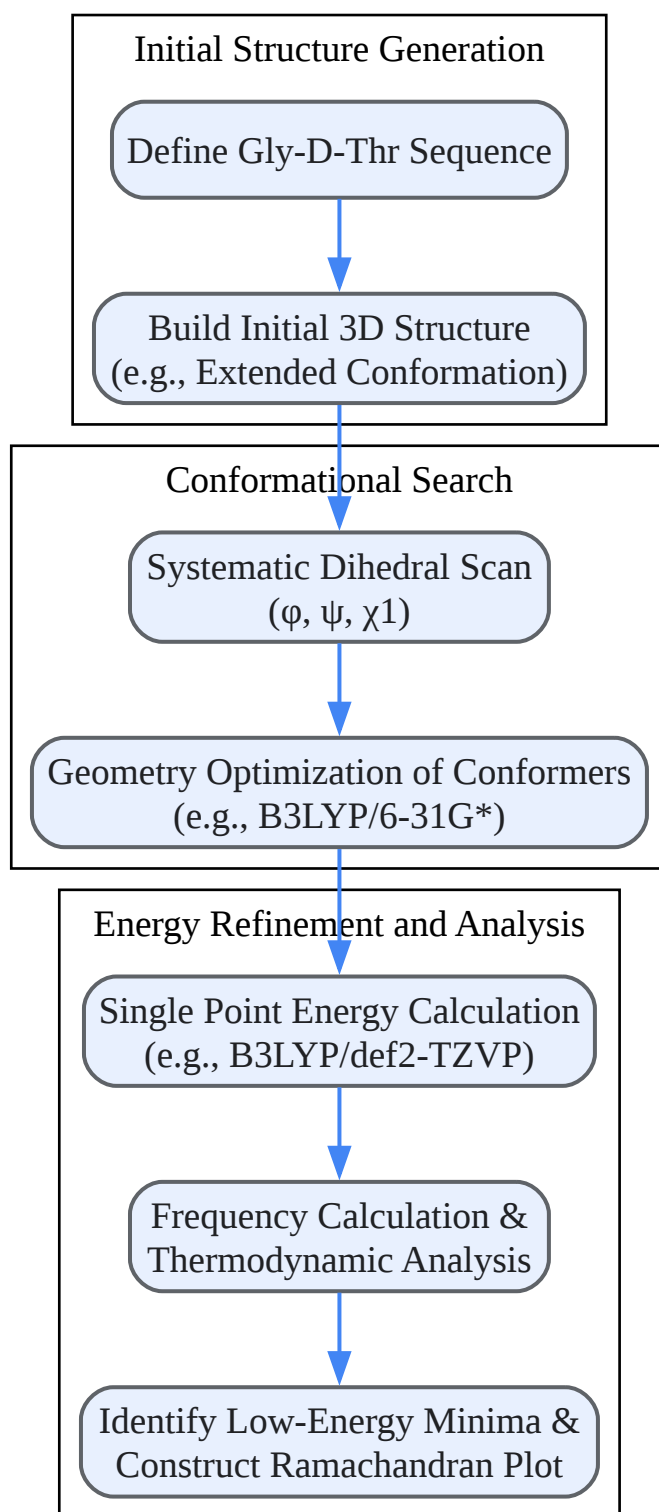 Initial Structure Generation
Define Gly-D-Thr Sequence
Build Initial 3D Structure
(e.g., Extended Conformation)
Conformational Search
Systematic Dihedral Scan
(φ, ψ, χ1)
Geometry Optimization of Conformers
(e.g., B3LYP/6-31G*)
Energy Refinement and Analysis
Single Point Energy Calculation
(e.g., B3LYP/def2-TZVP)
Frequency Calculation &
Thermodynamic Analysis
Identify Low-Energy Minima &
Construct Ramachandran Plot